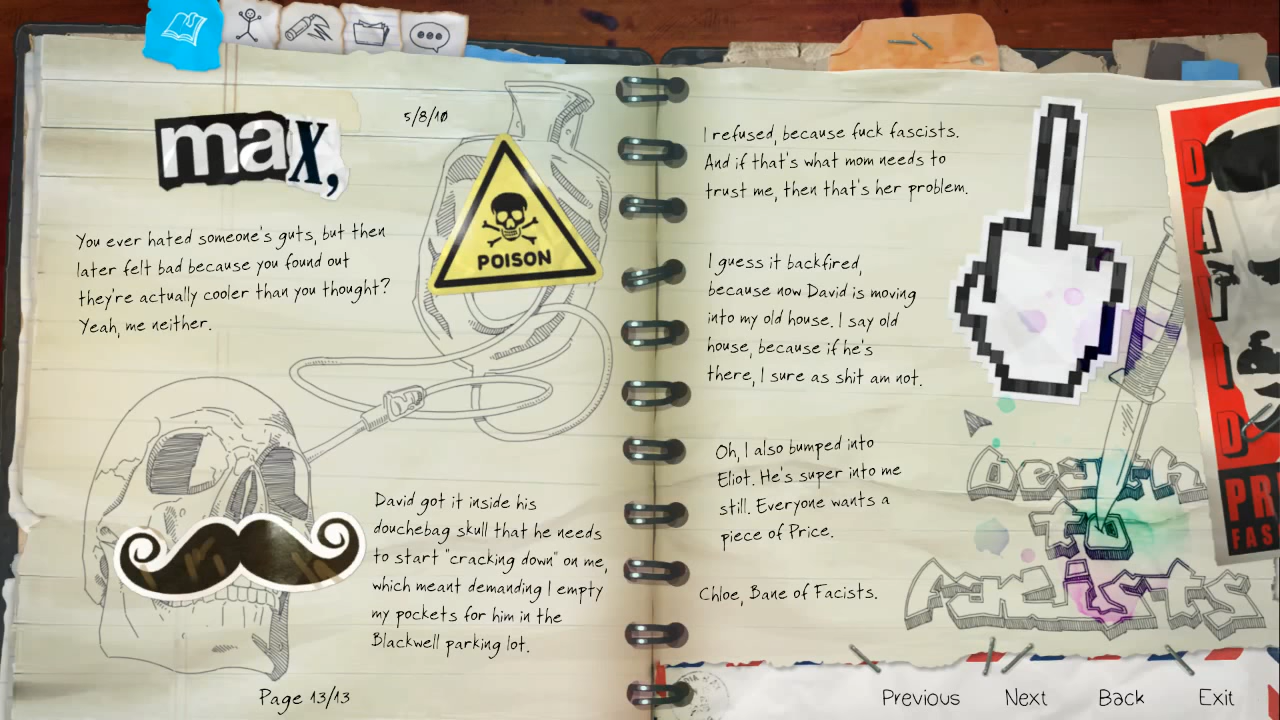 max,
5/8/10
POISON
You ever hated someone's guts, but then
later felt bad because you found out
they're actually cooler than you thought?
Yeah, me neither.
David got it inside his
douchebag skull that he needs
to start "cracking down" on me,
which meant demanding I empty
my pockets for him in the
Blackwell parking lot.
Page 13/13
I refused, because fuck fascists.
And if that's what mom needs to
trust me, then that's her problem.
I guess it backfired,
because now David is moving
into my old house. I say old
house, because if he's
there, I sure as shit am not.
Oh, I also bumped into
Eliot. He's super into me
still. Everyone wants a
piece of Price.
Chloe, Bane of Facists.
death
to
DAVID
Previous
Next
Back
Exit